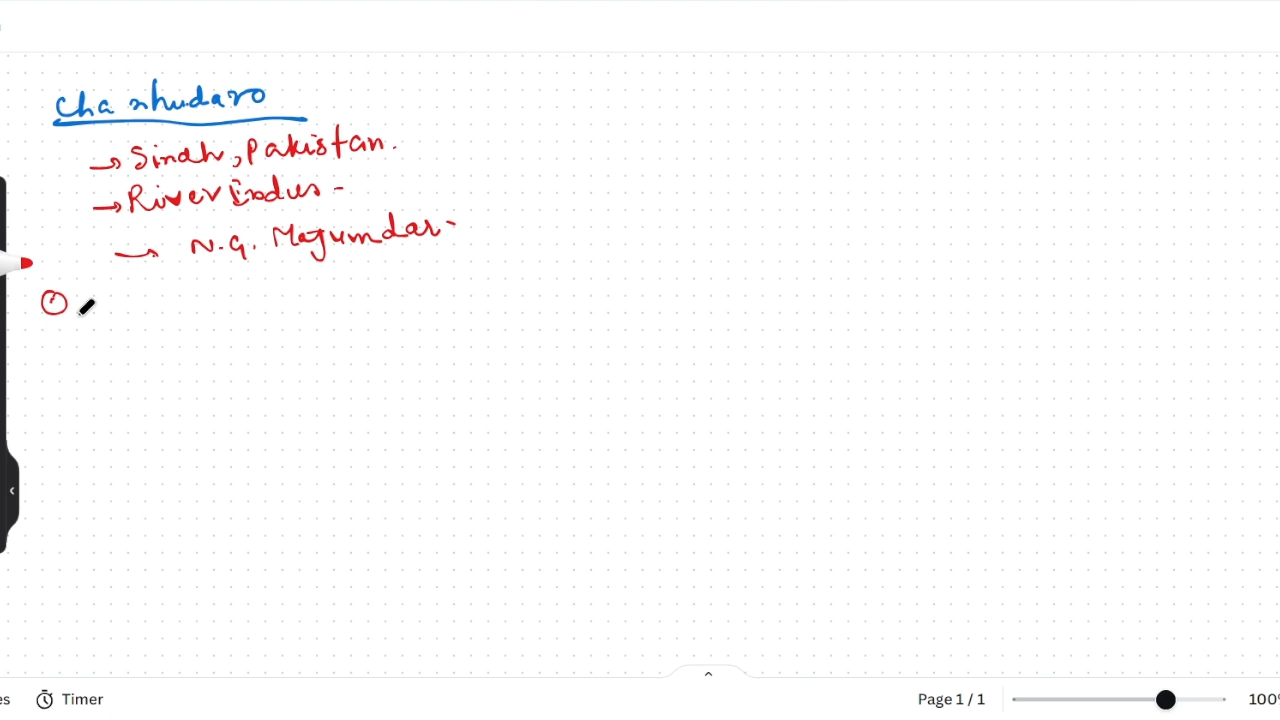 Chanhudaro
→ Sindh, Pakistan.
→ River Indus -
→ N.G. Majumdar -
①
Timer
Page 1 / 1